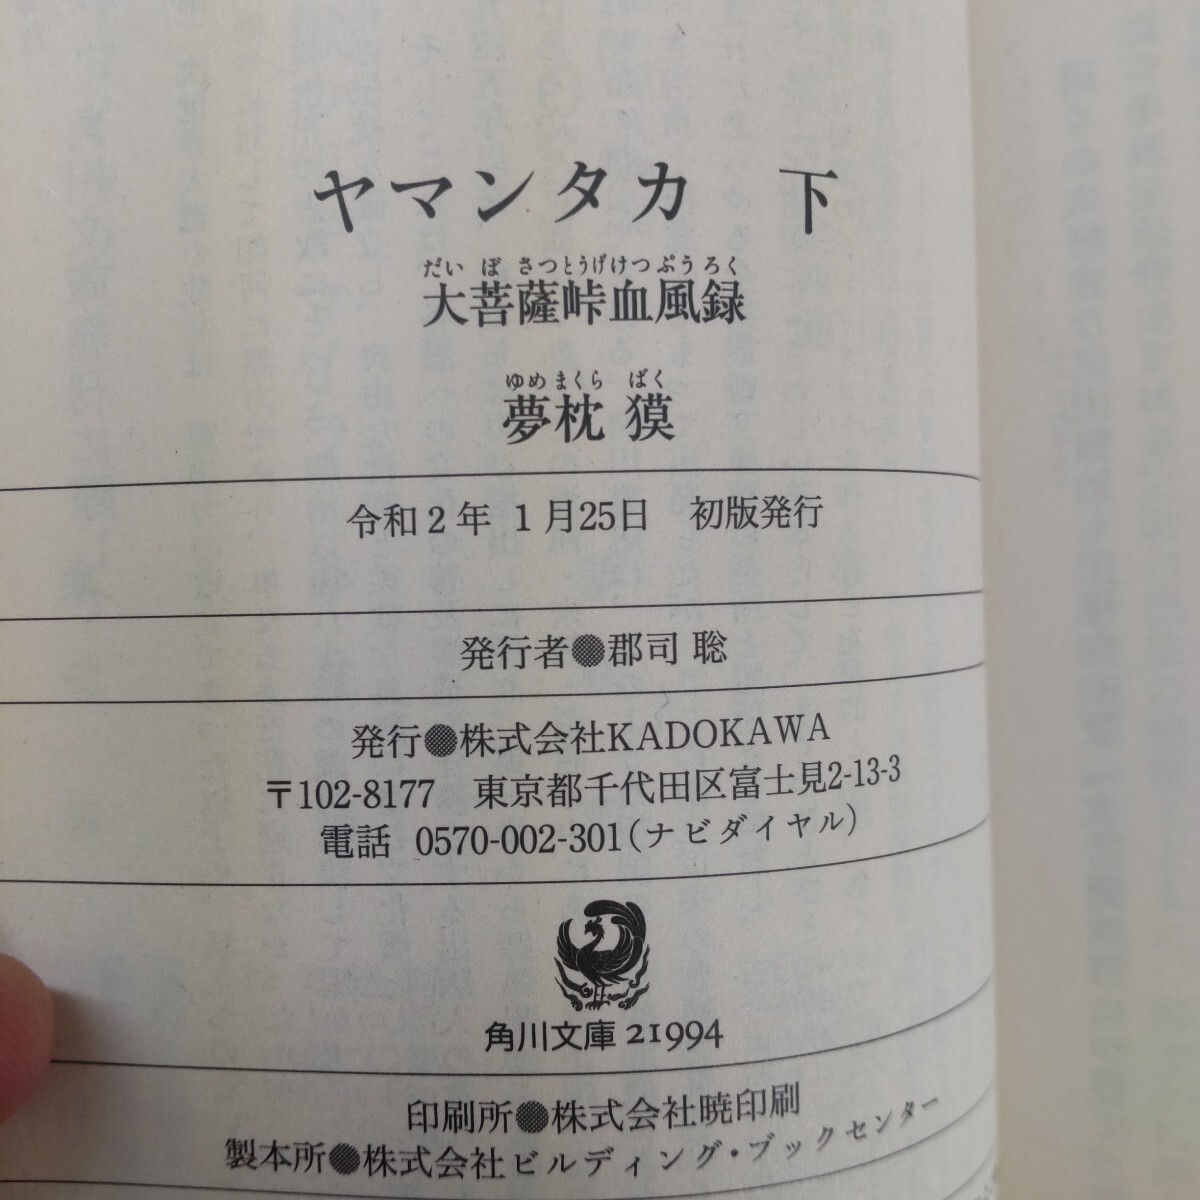 ヤマンタカ 下
だいぼさつとうげけつぷうろく
大菩薩峠血風録
ゆめまくら ばく
夢枕 獏
令和2年 1月25日 初版発行
発行者●郡司 聡
発行●株式会社KADOKAWA
〒102-8177 東京都千代田区富士見2-13-3
電話 0570-002-301(ナビダイヤル)
角川文庫 21994
印刷所●株式会社暁印刷
製本所●株式会社ビルディング・ブックセンター